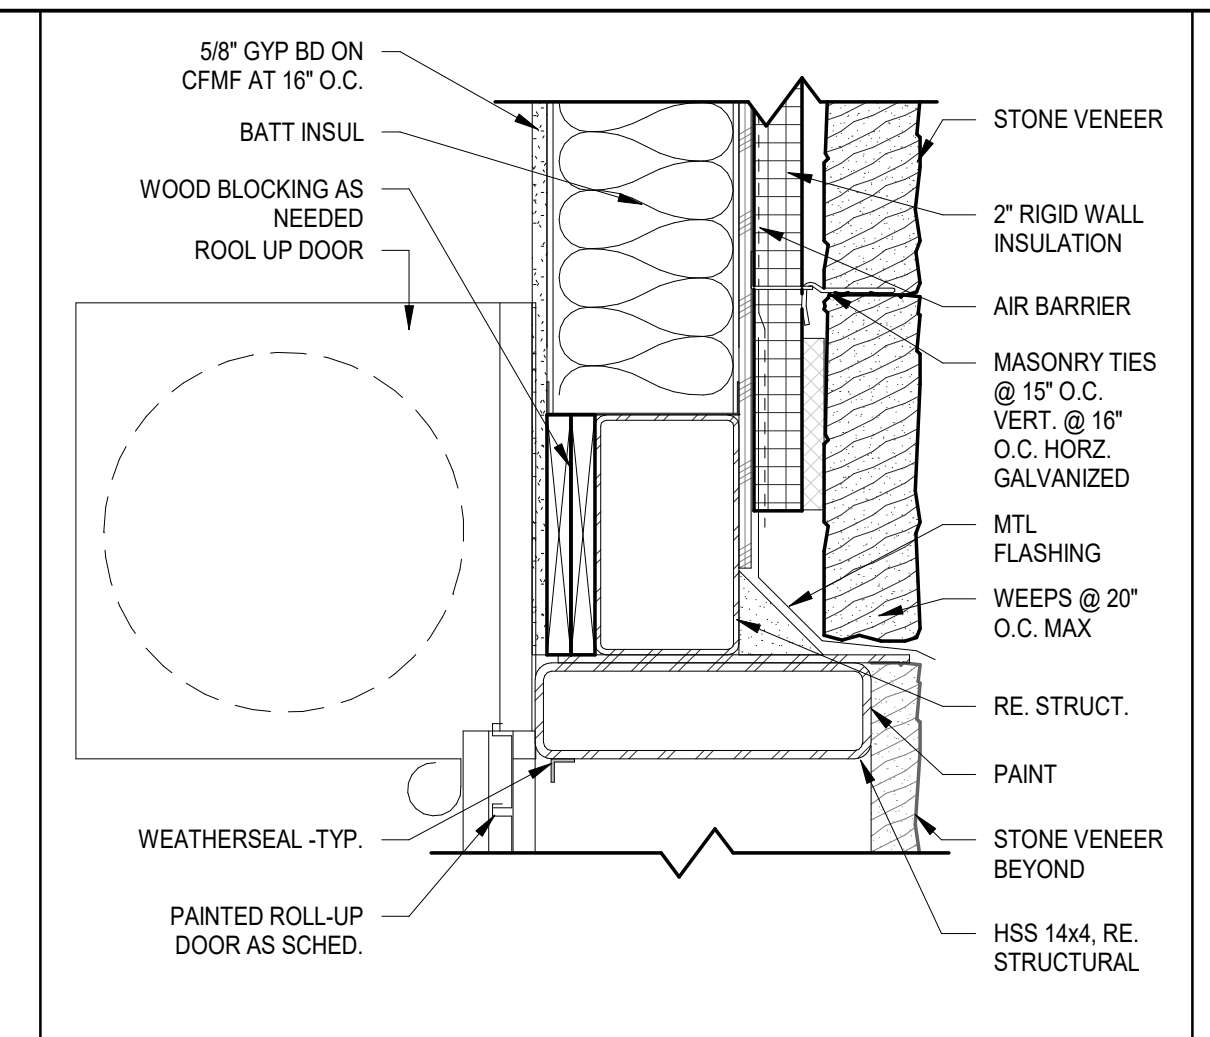 5/8" GYP BD ON
CFMF AT 16" O.C.
BATT INSUL
WOOD BLOCKING AS
NEEDED
ROOL UP DOOR
WEATHERSEAL -TYP.
PAINTED ROLL-UP
DOOR AS SCHED.
STONE VENEER
2" RIGID WALL
INSULATION
AIR BARRIER
MASONRY TIES
@ 15" O.C.
VERT. @ 16"
O.C. HORZ.
GALVANIZED
MTL
FLASHING
WEEPS @ 20"
O.C. MAX
RE. STRUCT.
PAINT
STONE VENEER
BEYOND
HSS 14x4, RE.
STRUCTURAL